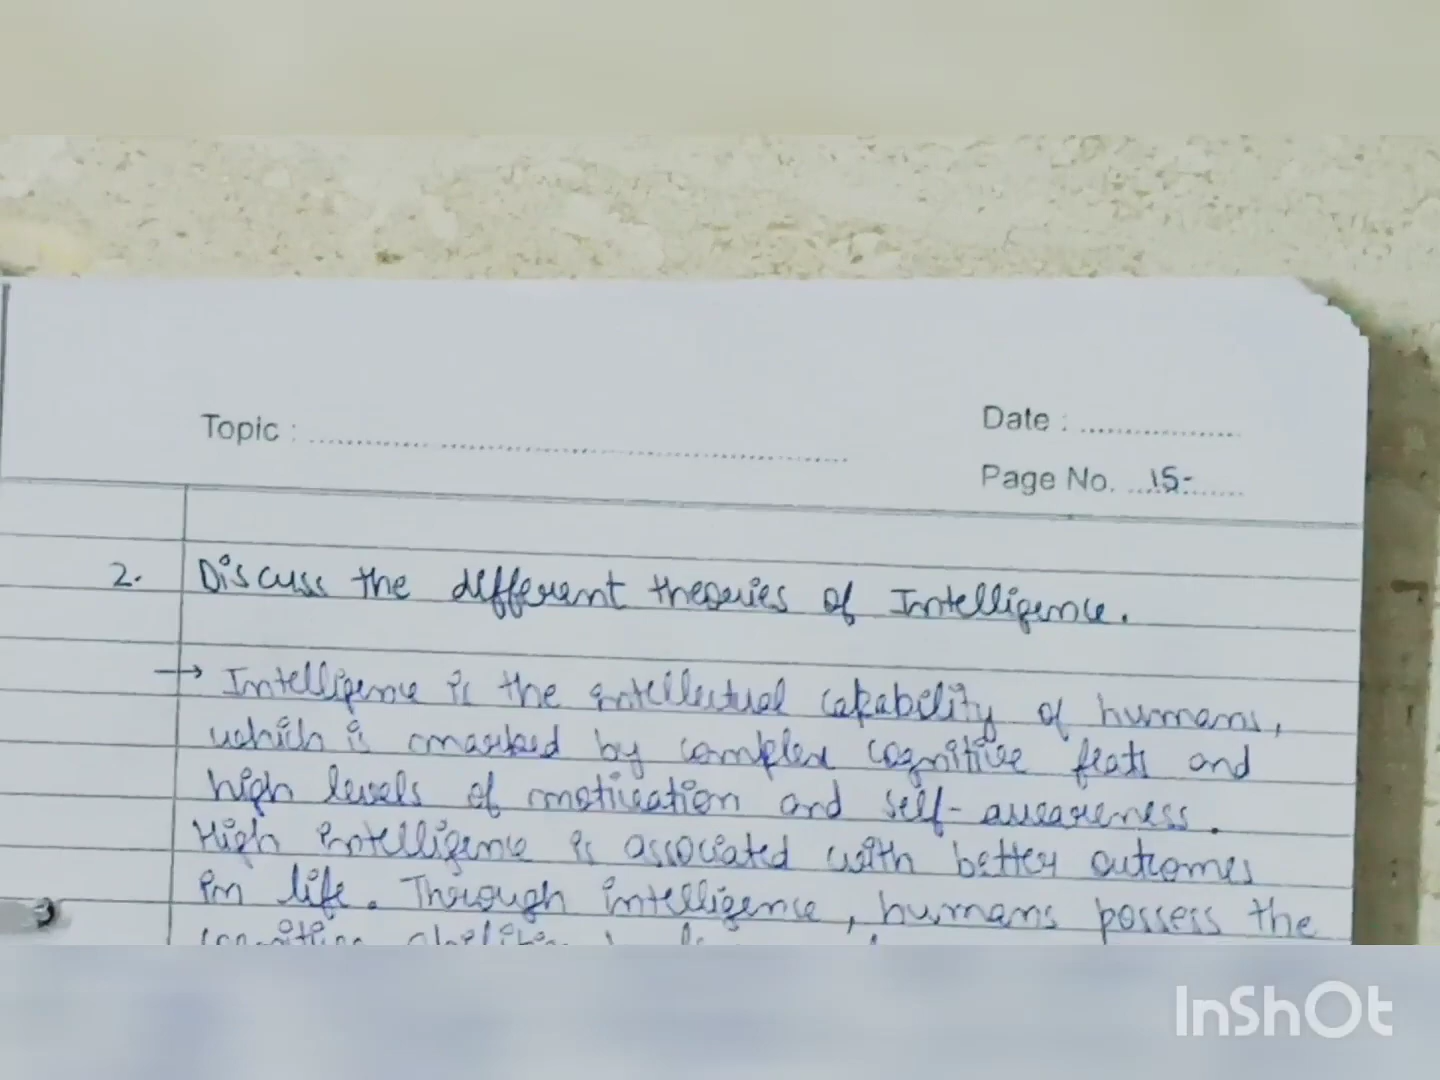 Topic :
Date :
Page No. 15-
2. Discuss the different theories of Intelligence.
→ Intelligence is the intellectual capability of humans,
which is marked by complex cognitive feats and
high levels of motivation and self-awareness.
High intelligence is associated with better outcomes
in life. Through intelligence, humans possess the
InShOt